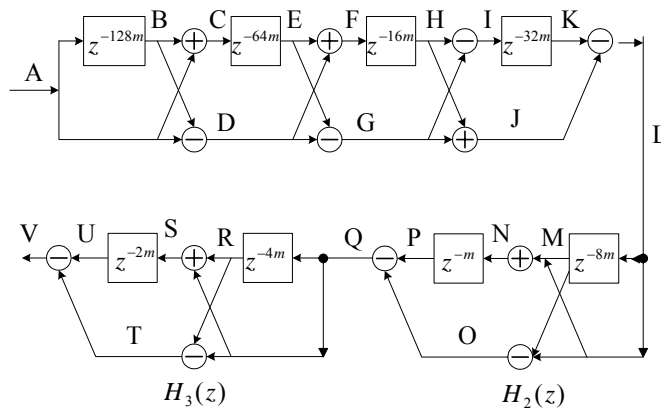 B C E F H I K
z^{-128m} + z^{-64m} + z^{-16m} − z^{-32m} −
A
D G J
− − +
L
V U S R Q P N M
− z^{-2m} + z^{-4m} − z^{-m} + z^{-8m}
T O
− −
H_3(z) H_2(z)